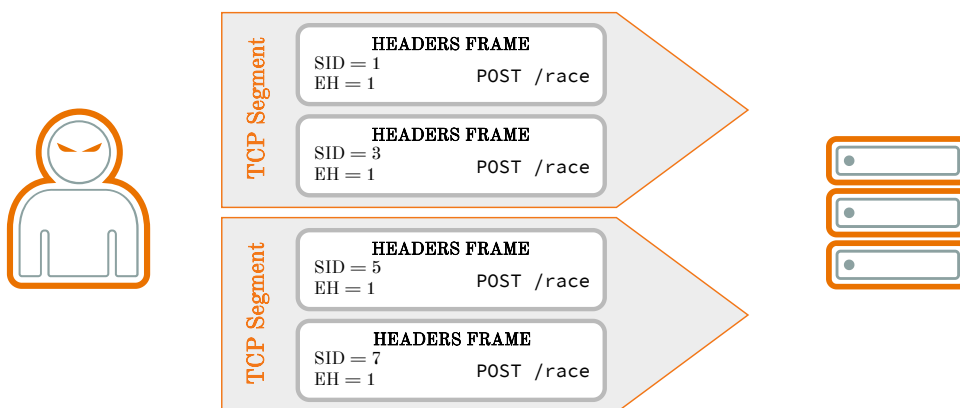 TCP Segment
HEADERS FRAME
SID = 1
EH = 1
POST /race
HEADERS FRAME
SID = 3
EH = 1
POST /race
TCP Segment
HEADERS FRAME
SID = 5
EH = 1
POST /race
HEADERS FRAME
SID = 7
EH = 1
POST /race